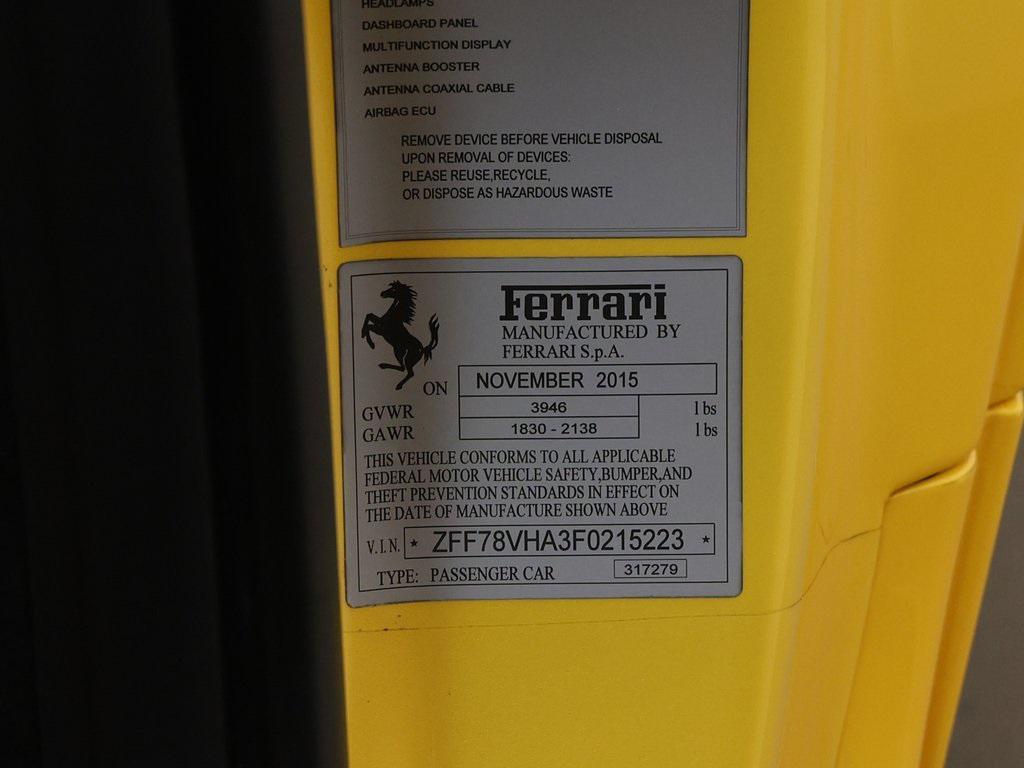 HEADLAMPS
DASHBOARD PANEL
MULTIFUNCTION DISPLAY
ANTENNA BOOSTER
ANTENNA COAXIAL CABLE
AIRBAG ECU
REMOVE DEVICE BEFORE VEHICLE DISPOSAL
UPON REMOVAL OF DEVICES:
PLEASE REUSE,RECYCLE,
OR DISPOSE AS HAZARDOUS WASTE
Ferrari
MANUFACTURED BY
FERRARI S.p.A.
ON NOVEMBER 2015
GVWR 3946 lbs
GAWR 1830 - 2138 lbs
THIS VEHICLE CONFORMS TO ALL APPLICABLE
FEDERAL MOTOR VEHICLE SAFETY,BUMPER,AND
THEFT PREVENTION STANDARDS IN EFFECT ON
THE DATE OF MANUFACTURE SHOWN ABOVE
V.I.N. * ZFF78VHA3F0215223 *
TYPE: PASSENGER CAR 317279